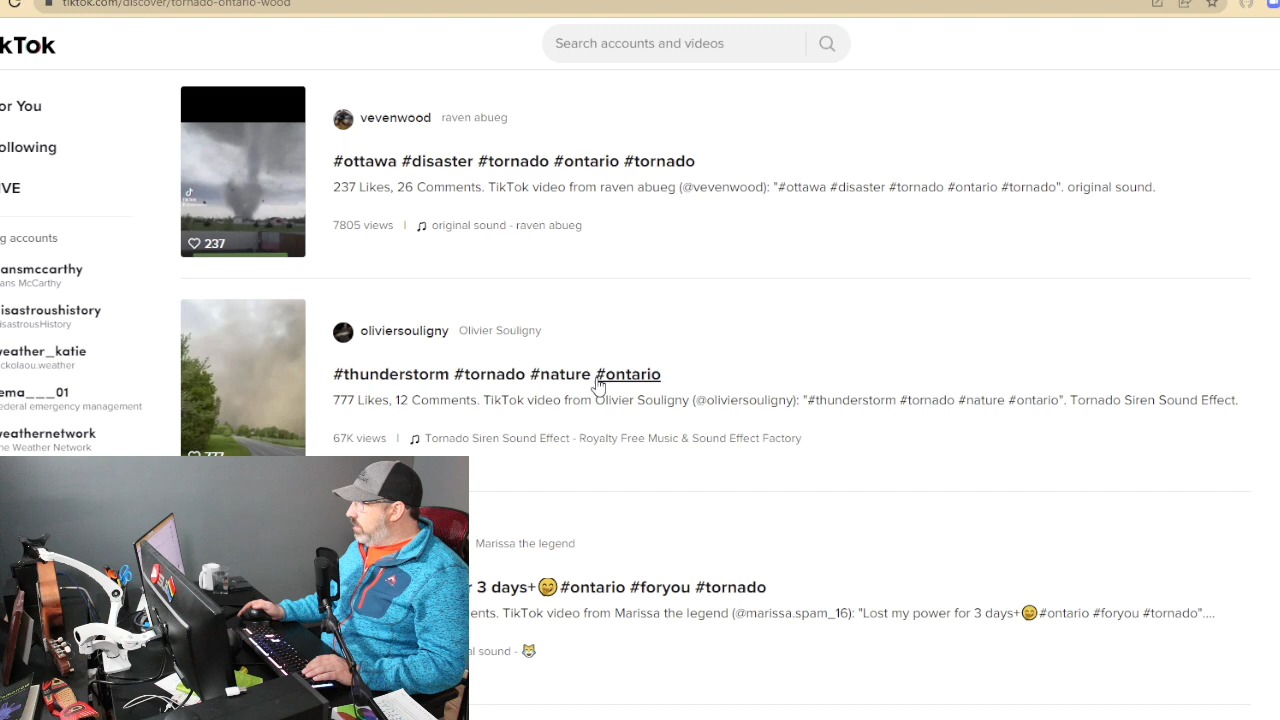 tiktok.com/discover/tornado-ontario-wood
kTok
Search accounts and videos
or You
ollowing
IVE
g accounts
ansmccarthy
ans McCarthy
isastroushistory
isastrousHistory
weather_katie
ickolaou.weather
ema___01
ederal emergency management
weathernetwork
he Weather Network
237
vevenwood raven abueg
#ottawa #disaster #tornado #ontario #tornado
237 Likes, 26 Comments. TikTok video from raven abueg (@vevenwood): "#ottawa #disaster #tornado #ontario #tornado". original sound.
7805 views | original sound - raven abueg
777
oliviersouligny Olivier Souligny
#thunderstorm #tornado #nature #ontario
777 Likes, 12 Comments. TikTok video from Olivier Souligny (@oliviersouligny): "#thunderstorm #tornado #nature #ontario". Tornado Siren Sound Effect.
67K views | Tornado Siren Sound Effect - Royalty Free Music & Sound Effect Factory
Marissa the legend
r 3 days+😁#ontario #foryou #tornado
ents. TikTok video from Marissa the legend (@marissa.spam_16): "Lost my power for 3 days+😁#ontario #foryou #tornado"....
al sound - 😸